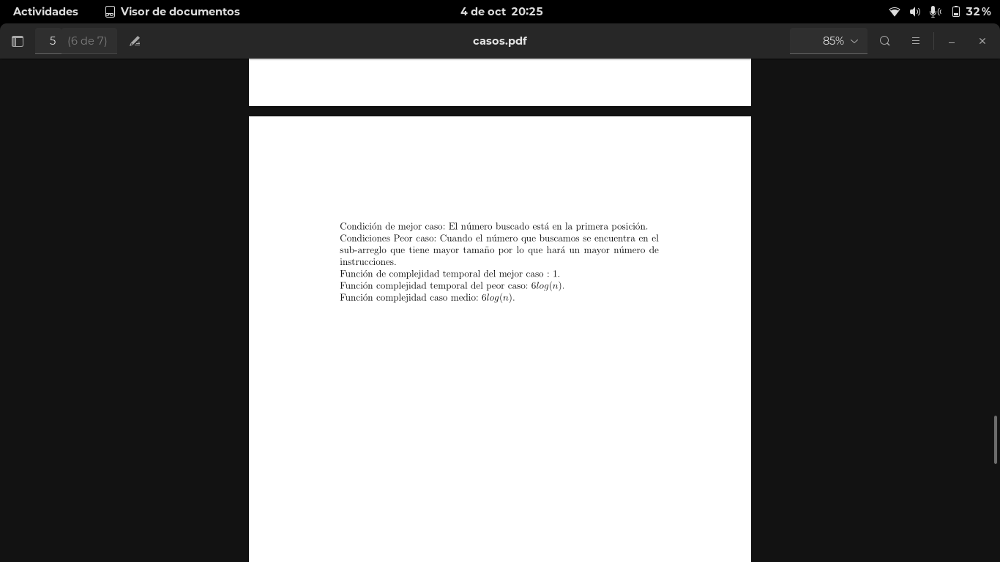 Actividades Visor de documentos 4 de oct 20:25 32%
5 (6 de 7) casos.pdf 85%
Condición de mejor caso: El número buscado está en la primera posición.
Condiciones Peor caso: Cuando el número que buscamos se encuentra en el
sub-arreglo que tiene mayor tamaño por lo que hará un mayor número de
instrucciones.
Función de complejidad temporal del mejor caso : 1.
Función complejidad temporal del peor caso: 6log(n).
Función complejidad caso medio: 6log(n).